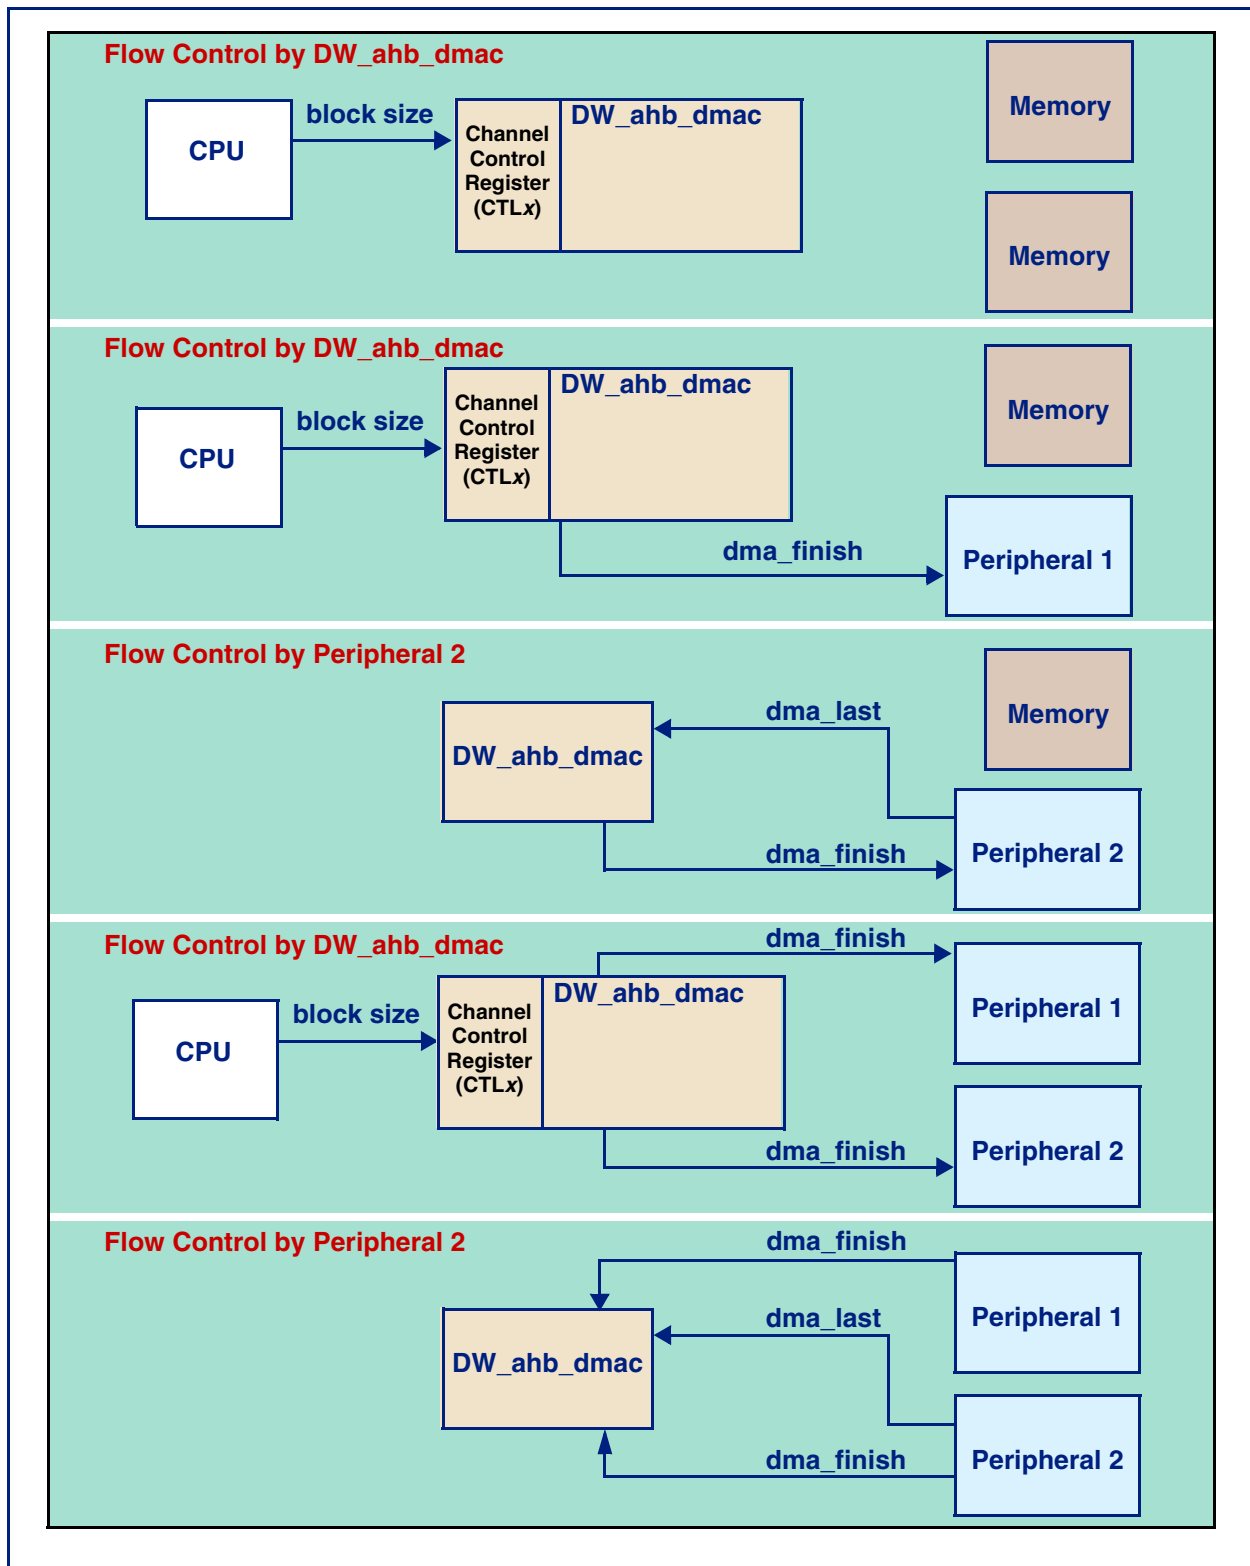 Flow Control by DW_ahb_dmac
CPU
block size
Channel
Control
Register
(CTLx)
DW_ahb_dmac
Memory
Memory
Flow Control by DW_ahb_dmac
CPU
block size
Channel
Control
Register
(CTLx)
DW_ahb_dmac
dma_finish
Memory
Peripheral 1
Flow Control by Peripheral 2
DW_ahb_dmac
dma_last
dma_finish
Memory
Peripheral 2
Flow Control by DW_ahb_dmac
CPU
block size
Channel
Control
Register
(CTLx)
DW_ahb_dmac
dma_finish
dma_finish
Peripheral 1
Peripheral 2
Flow Control by Peripheral 2
DW_ahb_dmac
dma_finish
dma_last
dma_finish
Peripheral 1
Peripheral 2